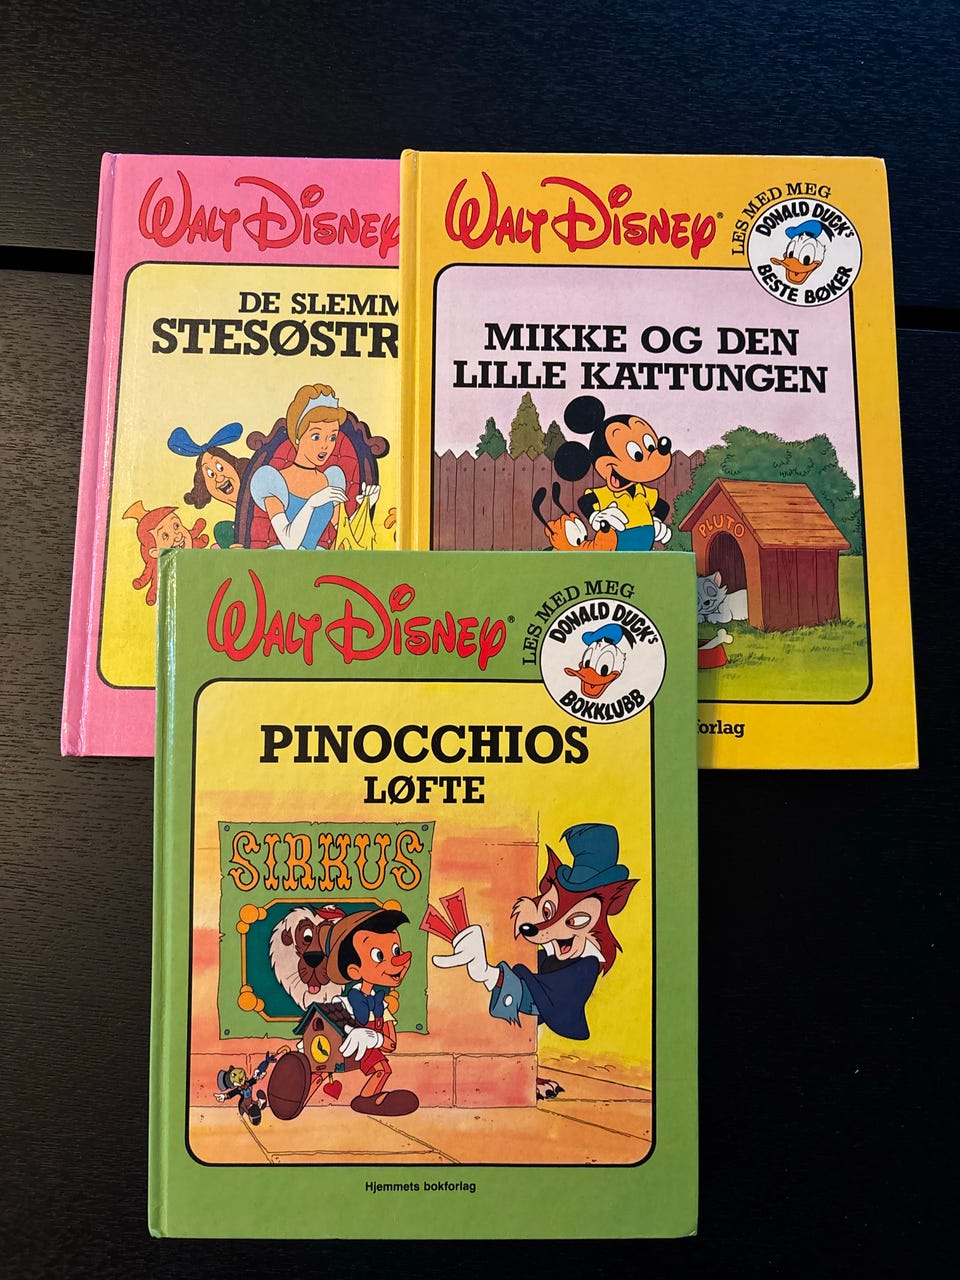 WALT DISNEY
DE SLEMM
STESØSTR
WALT DISNEY®
LES MED MEG
DONALD DUCK's
BESTE BØKER
MIKKE OG DEN
LILLE KATTUNGEN
PLUTO
forlag
WALT DISNEY®
LES MED MEG
DONALD DUCK's
BOKKLUBB
PINOCCHIOS
LØFTE
SIRKUS
Hjemmets bokforlag